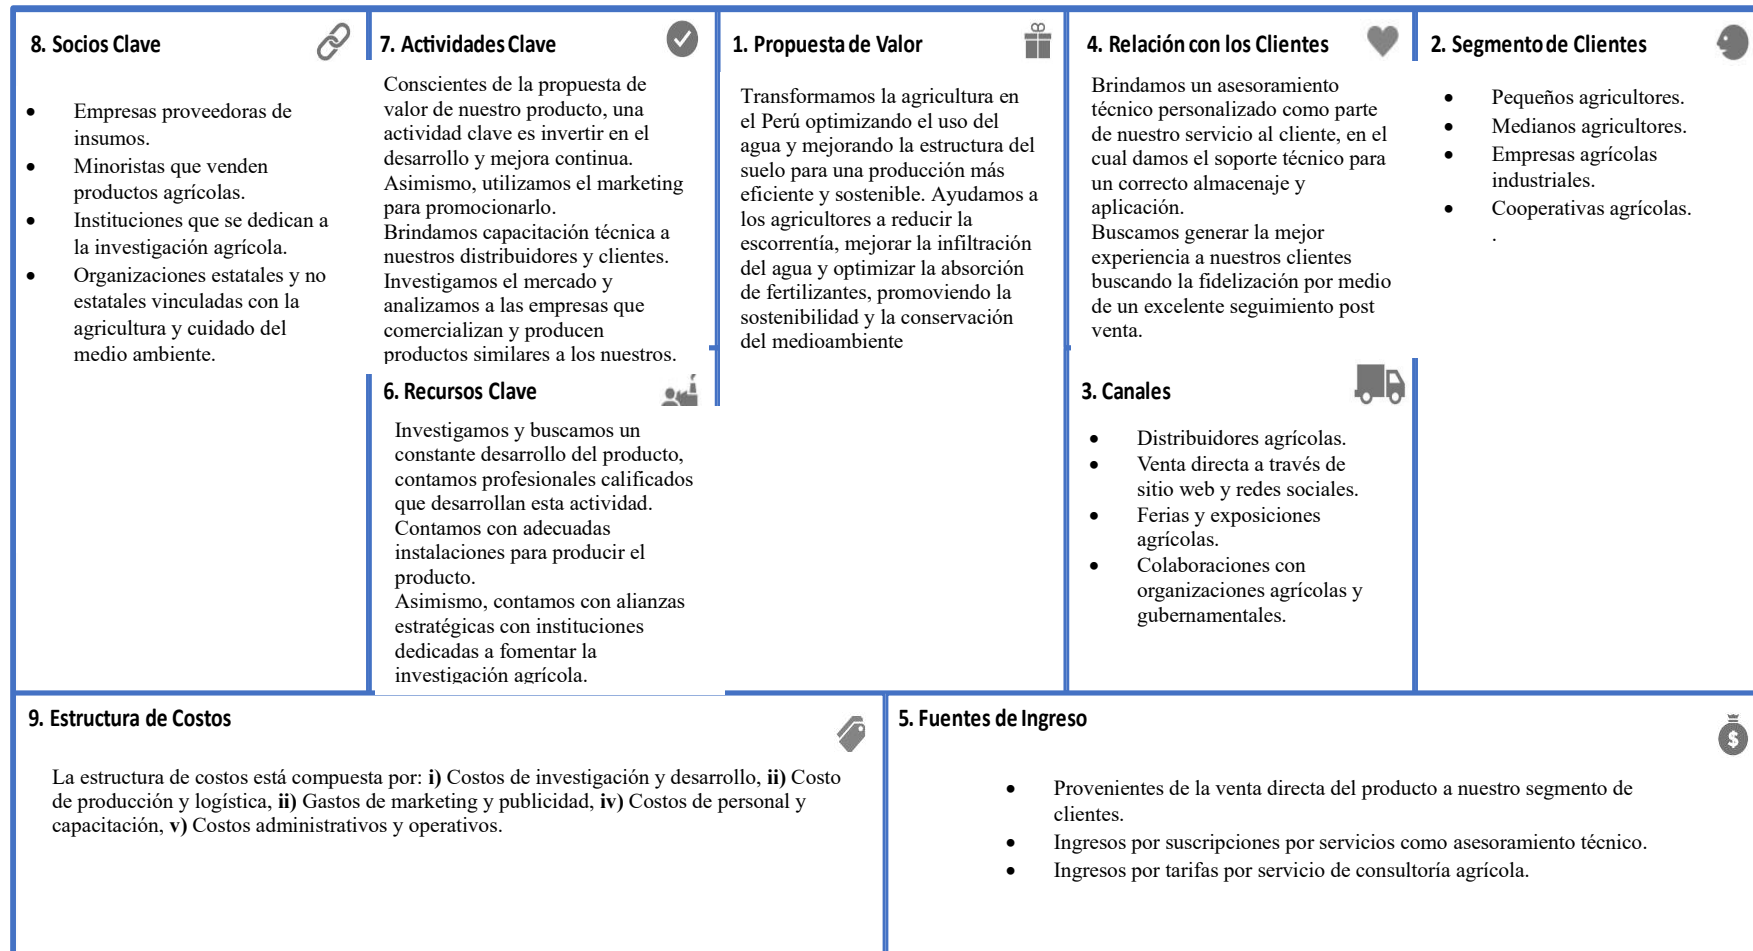 8. Socios Clave
• Empresas proveedoras de
insumos.
• Minoristas que venden
productos agrícolas.
• Instituciones que se dedican a
la investigación agrícola.
• Organizaciones estatales y no
estatales vinculadas con la
agricultura y cuidado del
medio ambiente.
7. Actividades Clave
Conscientes de la propuesta de
valor de nuestro producto, una
actividad clave es invertir en el
desarrollo y mejora continua.
Asimismo, utilizamos el marketing
para promocionarlo.
Brindamos capacitación técnica a
nuestros distribuidores y clientes.
Investigamos el mercado y
analizamos a las empresas que
comercializan y producen
productos similares a los nuestros.
6. Recursos Clave
Investigamos y buscamos un
constante desarrollo del producto,
contamos profesionales calificados
que desarrollan esta actividad.
Contamos con adecuadas
instalaciones para producir el
producto.
Asimismo, contamos con alianzas
estratégicas con instituciones
dedicadas a fomentar la
investigación agrícola.
1. Propuesta de Valor
Transformamos la agricultura en
el Perú optimizando el uso del
agua y mejorando la estructura del
suelo para una producción más
eficiente y sostenible. Ayudamos a
los agricultores a reducir la
escorrentía, mejorar la infiltración
del agua y optimizar la absorción
de fertilizantes, promoviendo la
sostenibilidad y la conservación
del medioambiente
4. Relación con los Clientes
Brindamos un asesoramiento
técnico personalizado como parte
de nuestro servicio al cliente, en el
cual damos el soporte técnico para
un correcto almacenaje y
aplicación.
Buscamos generar la mejor
experiencia a nuestros clientes
buscando la fidelización por medio
de un excelente seguimiento post
venta.
3. Canales
• Distribuidores agrícolas.
• Venta directa a través de
sitio web y redes sociales.
• Ferias y exposiciones
agrícolas.
• Colaboraciones con
organizaciones agrícolas y
gubernamentales.
2. Segmento de Clientes
• Pequeños agricultores.
• Medianos agricultores.
• Empresas agrícolas
industriales.
• Cooperativas agrícolas.
.
9. Estructura de Costos
La estructura de costos está compuesta por: i) Costos de investigación y desarrollo, ii) Costo
de producción y logística, ii) Gastos de marketing y publicidad, iv) Costos de personal y
capacitación, v) Costos administrativos y operativos.
5. Fuentes de Ingreso
$
• Provenientes de la venta directa del producto a nuestro segmento de
clientes.
• Ingresos por suscripciones por servicios como asesoramiento técnico.
• Ingresos por tarifas por servicio de consultoría agrícola.